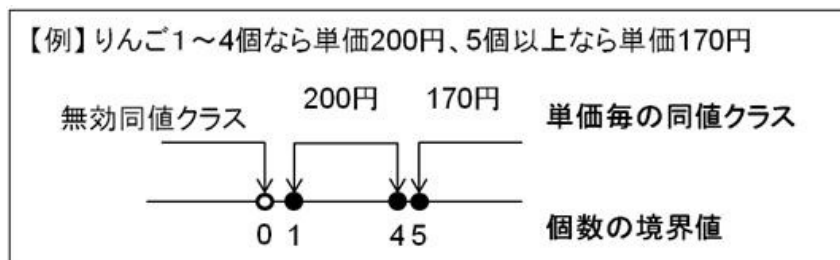 【例】りんご1～4個なら単価200円、5個以上なら単価170円
無効同値クラス 200円 170円 単価毎の同値クラス
0 1 4 5 個数の境界値